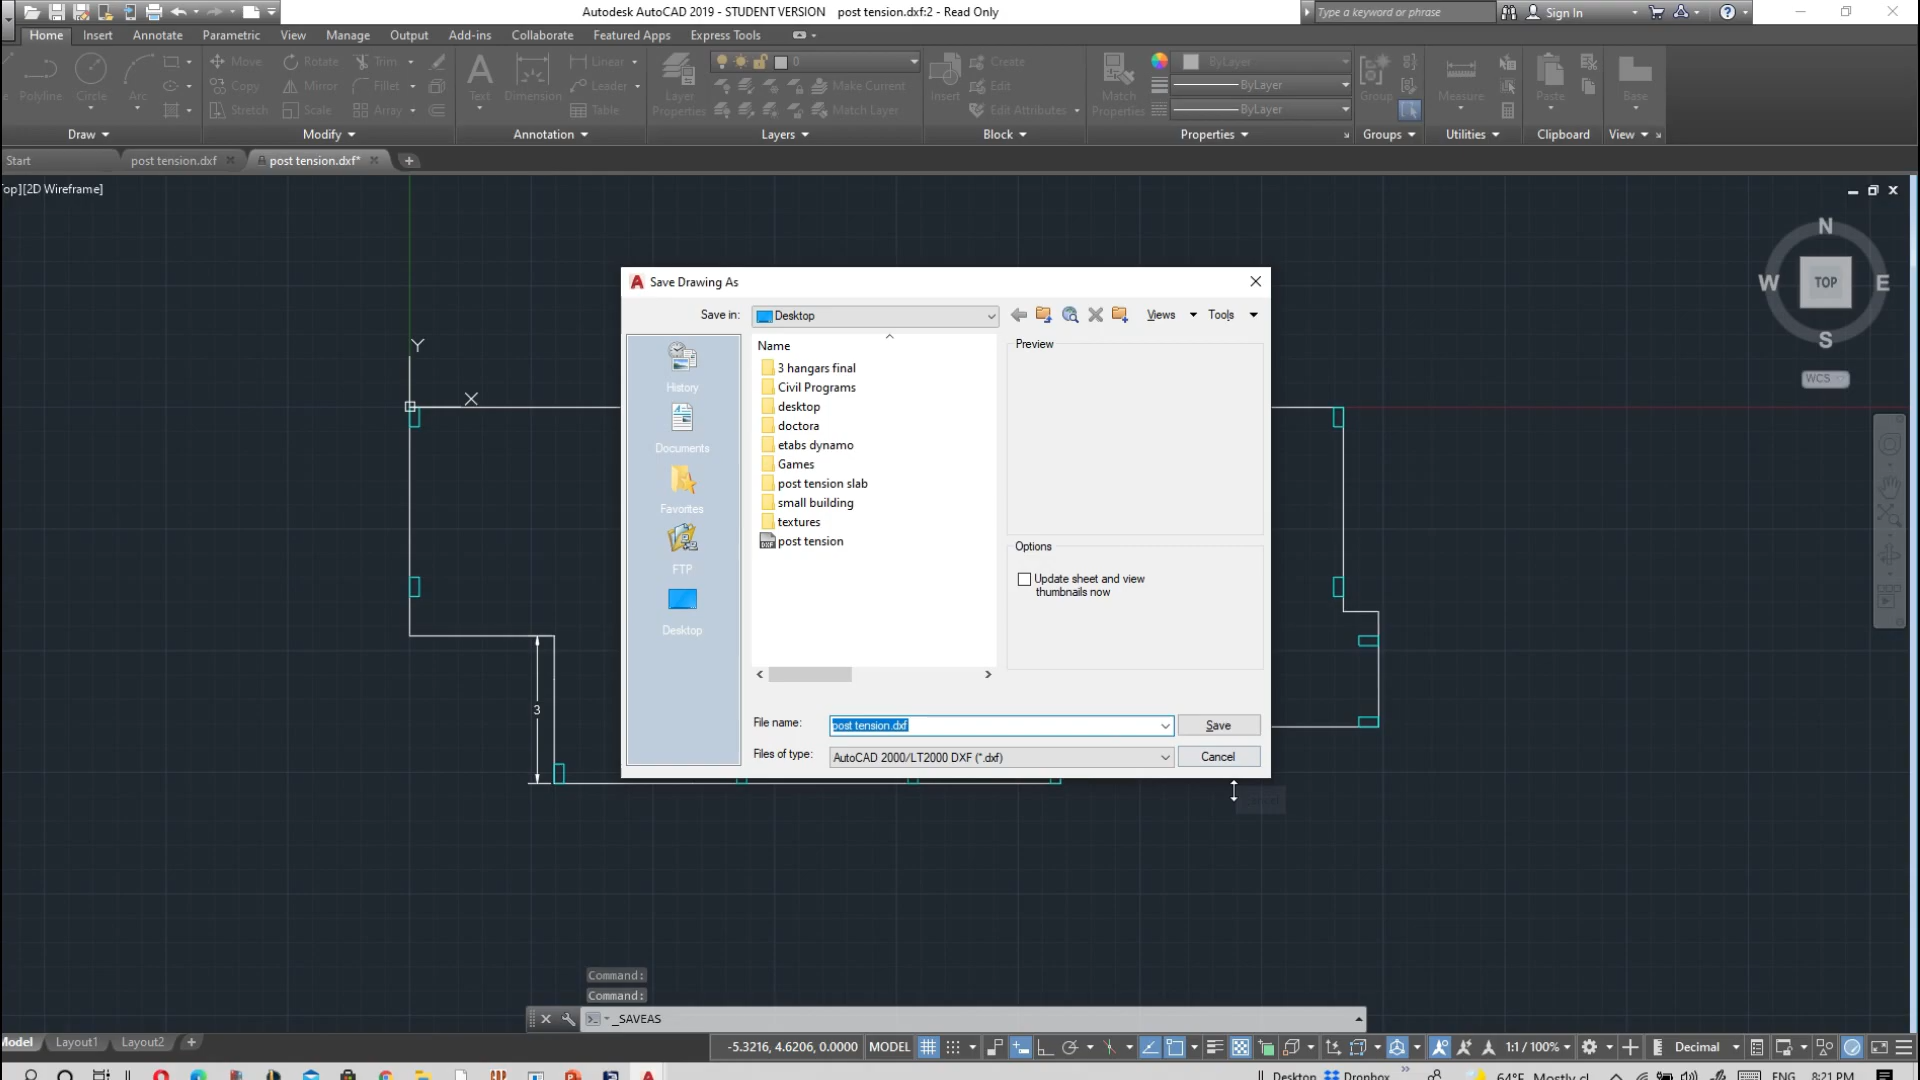 Autodesk AutoCAD 2019 - STUDENT VERSION    post tension.dxf:2 - Read Only
Type a keyword or phrase
Sign In
Home Insert Annotate Parametric View Manage Output Add-ins Collaborate Featured Apps Express Tools
Polyline Circle Arc
Move Rotate Trim
Copy Mirror Fillet
Stretch Scale Array
Text Dimension
Linear
Leader
Table
Layer Properties
0
Make Current
Match Layer
Insert
Create
Edit
Edit Attributes
Match Properties
ByLayer
ByLayer
ByLayer
Group
Measure
Paste
Base
Draw Modify Annotation Layers Block Properties Groups Utilities Clipboard View
Start post tension.dxf post tension.dxf*
op][2D Wireframe]
N
W TOP E
S
WCS
Y
X
3
Save Drawing As
Save in: Desktop
Views Tools
History
Documents
Favorites
FTP
Desktop
Name
3 hangars final
Civil Programs
desktop
doctora
etabs dynamo
Games
post tension slab
small building
textures
post tension
Preview
Options
Update sheet and view
thumbnails now
File name: post tension.dxf Save
Files of type: AutoCAD 2000/LT2000 DXF (*.dxf) Cancel
Command:
Command:
_SAVEAS
Model Layout1 Layout2
-5.3216, 4.6206, 0.0000 MODEL 1:1 / 100% Decimal
Desktop Dropbox 64°F Mostly cl ENG 8:21 PM